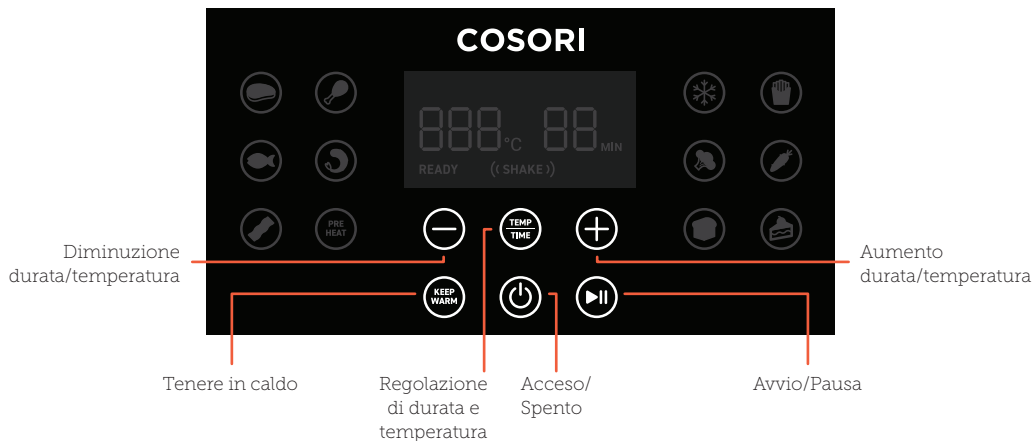 COSORI
888 °C 88 MIN
READY ((SHAKE))
PRE
HEAT
TEMP
TIME
KEEP
WARM
Diminuzione
durata/temperatura
Aumento
durata/temperatura
Tenere in caldo
Regolazione
di durata e
temperatura
Acceso/
Spento
Avvio/Pausa